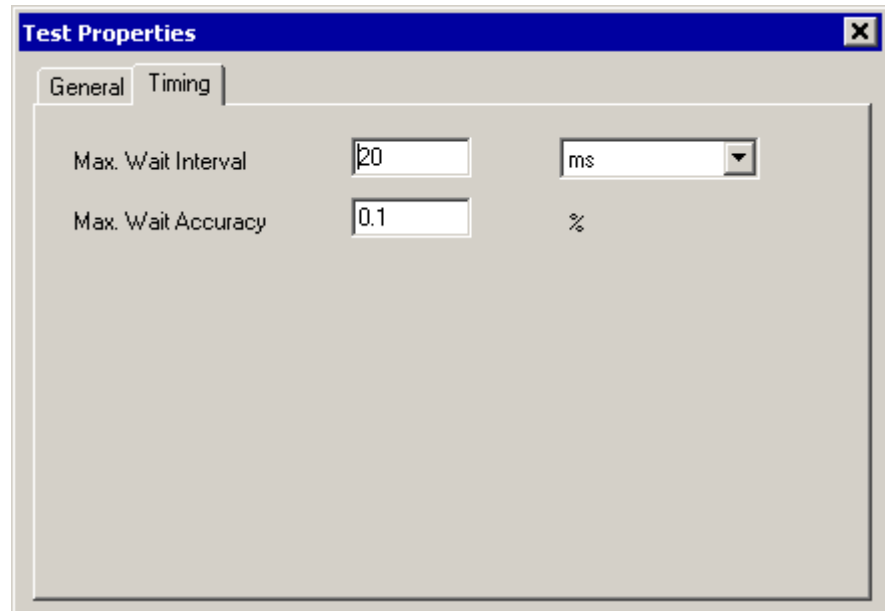 Test Properties
General Timing
Max. Wait Interval 20 ms
Max. Wait Accuracy 0.1 %